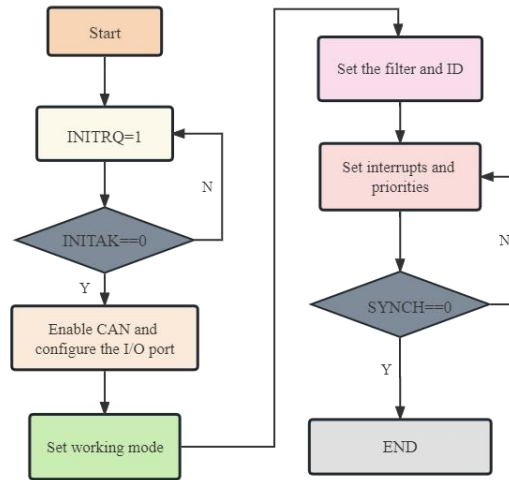 Start
INITRQ=1
N
INITAK==0
Y
Enable CAN and
configure the I/O port
Set working mode
Set the filter and ID
Set interrupts and
priorities
N
SYNCH==0
Y
END